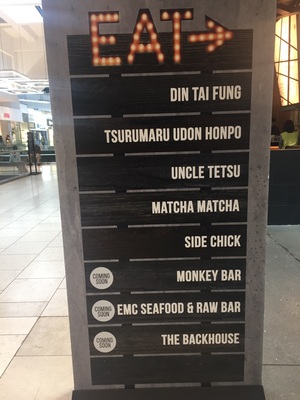 EAT →
DIN TAI FUNG
TSURUMARU UDON HONPO
UNCLE TETSU
MATCHA MATCHA
SIDE CHICK
COMING SOON MONKEY BAR
COMING SOON EMC SEAFOOD & RAW BAR
COMING SOON THE BACKHOUSE